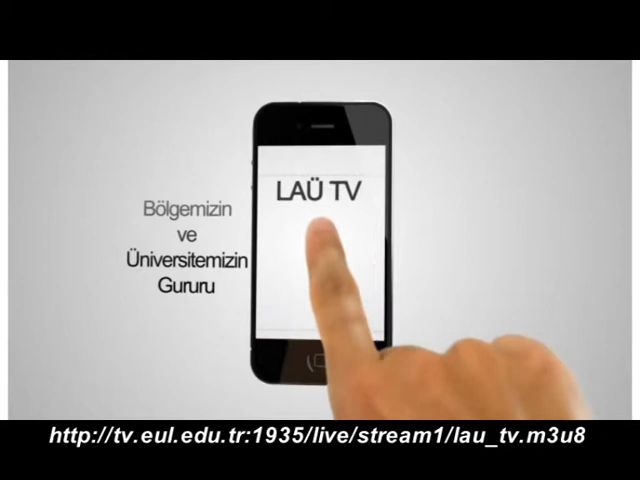 LAÜ TV
Bölgemizin
ve
Üniversitemizin
Gururu
http://tv.eul.edu.tr:1935/live/stream1/lau_tv.m3u8